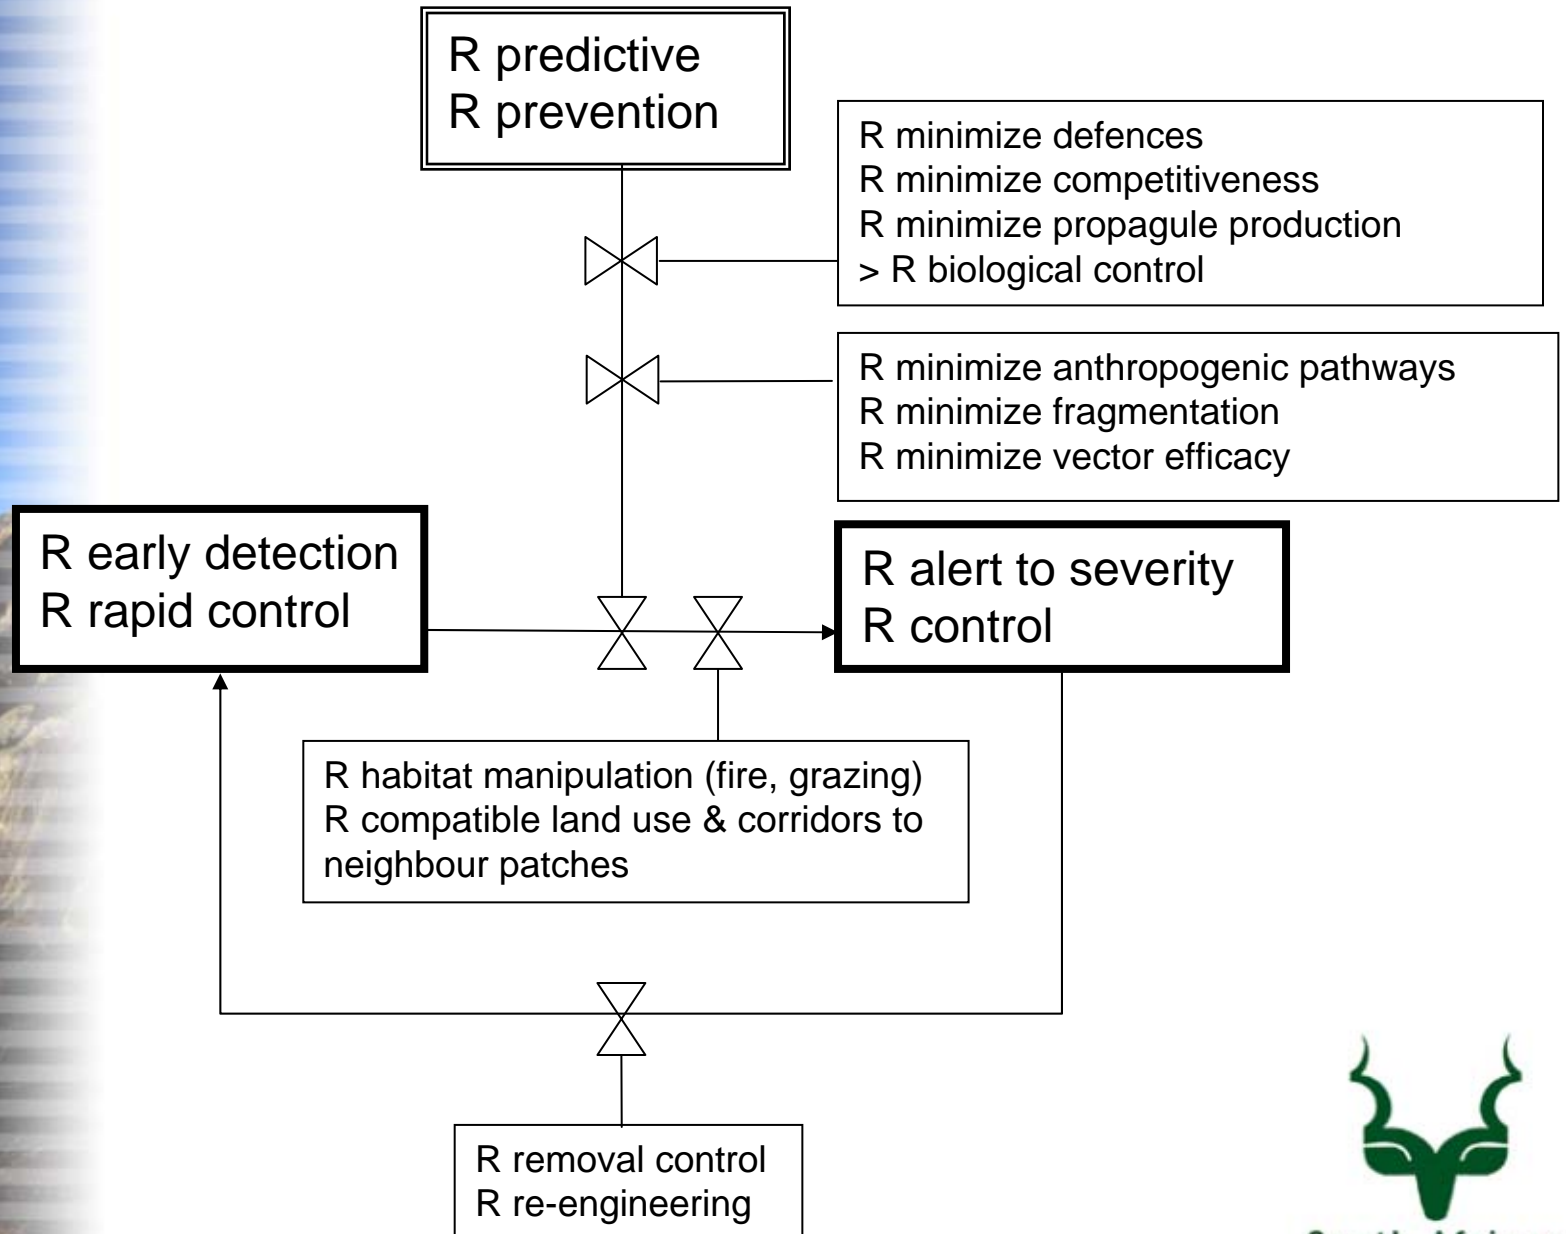 R predictive
R prevention
R minimize defences
R minimize competitiveness
R minimize propagule production
> R biological control
R minimize anthropogenic pathways
R minimize fragmentation
R minimize vector efficacy
R early detection
R rapid control
R alert to severity
R control
R habitat manipulation (fire, grazing)
R compatible land use & corridors to
neighbour patches
R removal control
R re-engineering